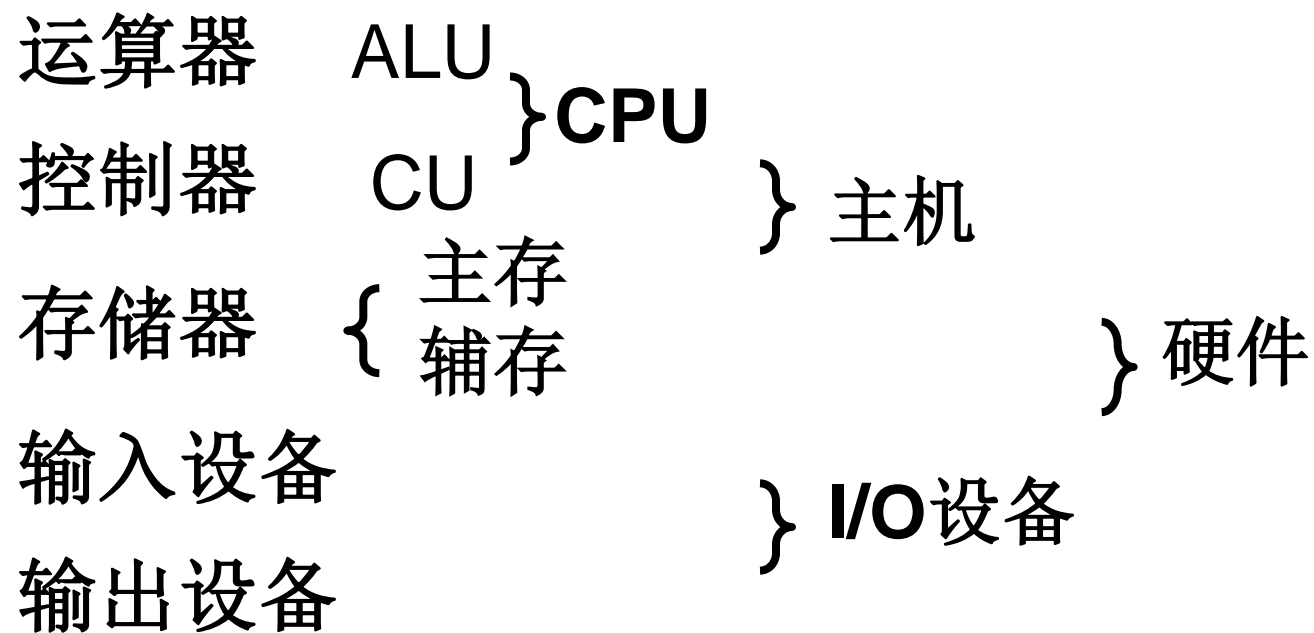 运算器 ALU
CPU
控制器 CU
主机
主存
存储器
辅存
硬件
输入设备
I/O设备
输出设备